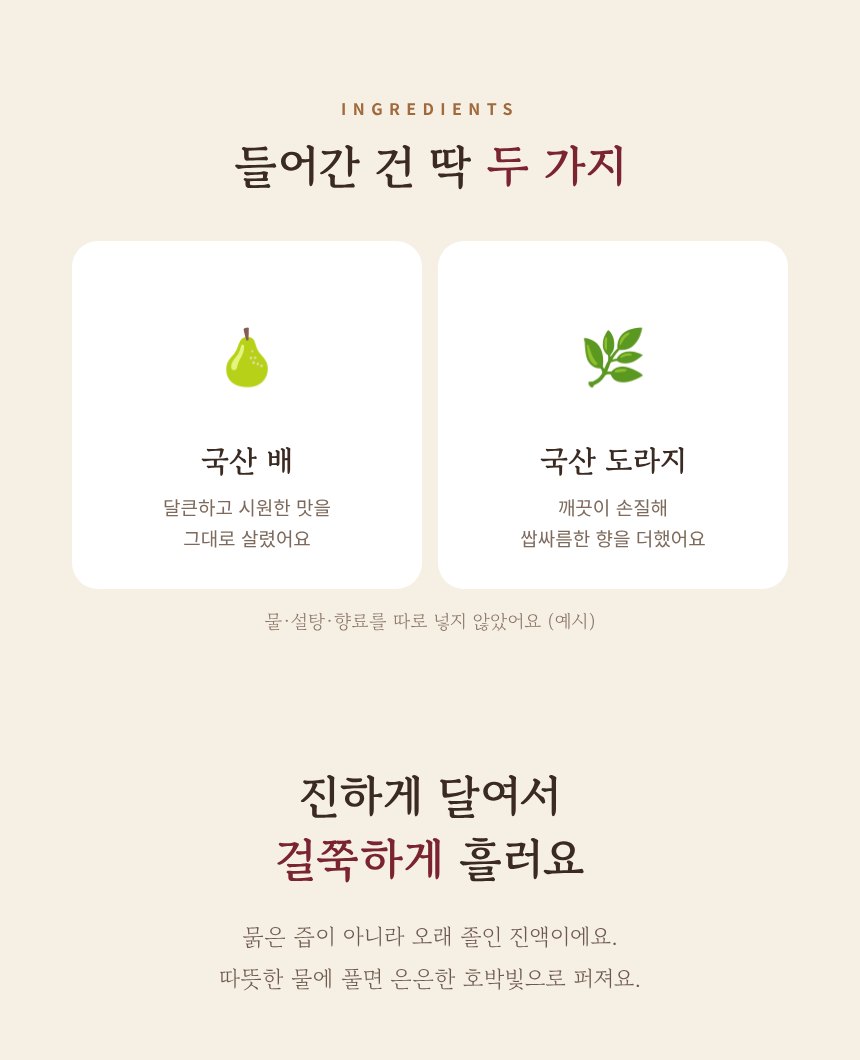 INGREDIENTS
들어간 건 딱 두 가지
국산 배
달큰하고 시원한 맛을
그대로 살렸어요
국산 도라지
깨끗이 손질해
쌉싸름한 향을 더했어요
물·설탕·향료를 따로 넣지 않았어요 (예시)
진하게 달여서
걸쭉하게 흘러요
묽은 즙이 아니라 오래 졸인 진액이에요.
따뜻한 물에 풀면 은은한 호박빛으로 퍼져요.